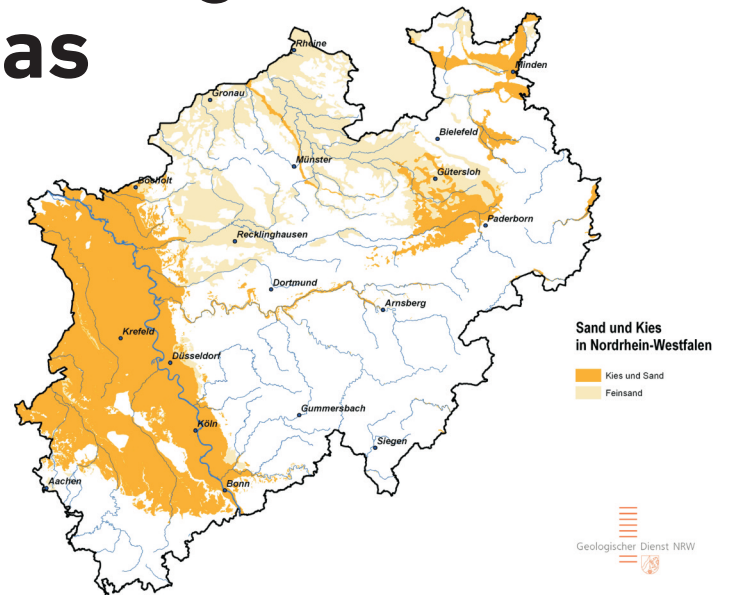 as
Rheine
Minden
Gronau
Bielefeld
Münster
Gütersloh
Bocholt
Paderborn
Recklinghausen
Dortmund
Arnsberg
Sand und Kies
in Nordrhein-Westfalen
Krefeld
Düsseldorf
Kies und Sand
Feinsand
Gummersbach
Köln
Siegen
Aachen
Bonn
Geologischer Dienst NRW